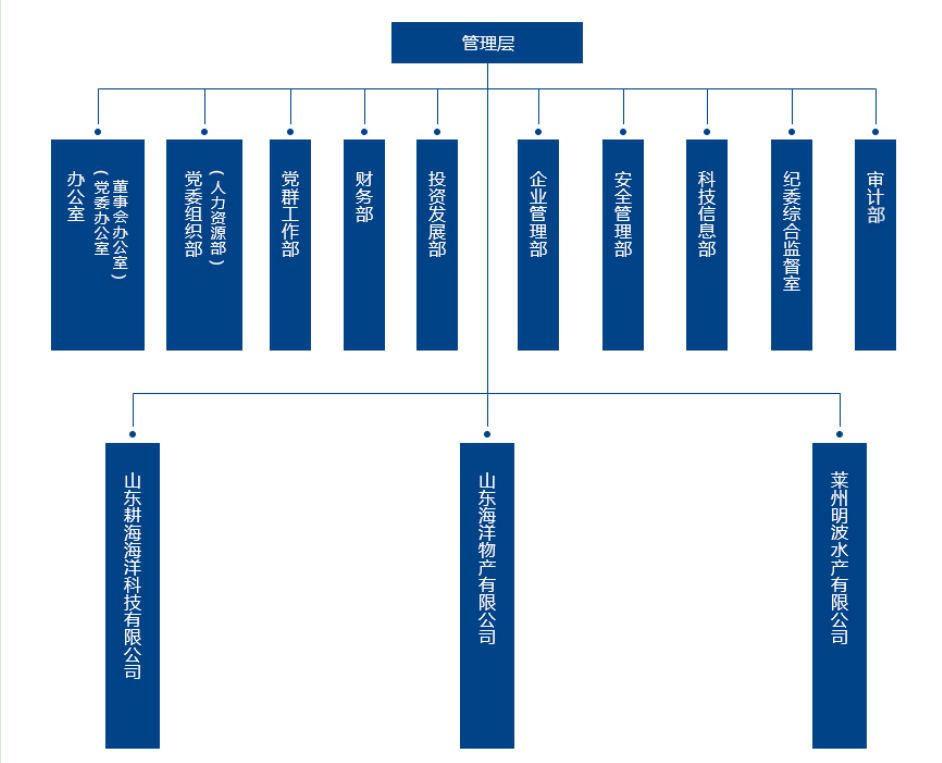 管理层
办公室
(党委办公室
董事会办公室)
党委组织部
(人力资源部)
党群工作部
财务部
投资发展部
企业管理部
安全管理部
科技信息部
纪委综合监督室
审计部
山东耕海海洋科技有限公司
山东海洋物产有限公司
莱州明波水产有限公司